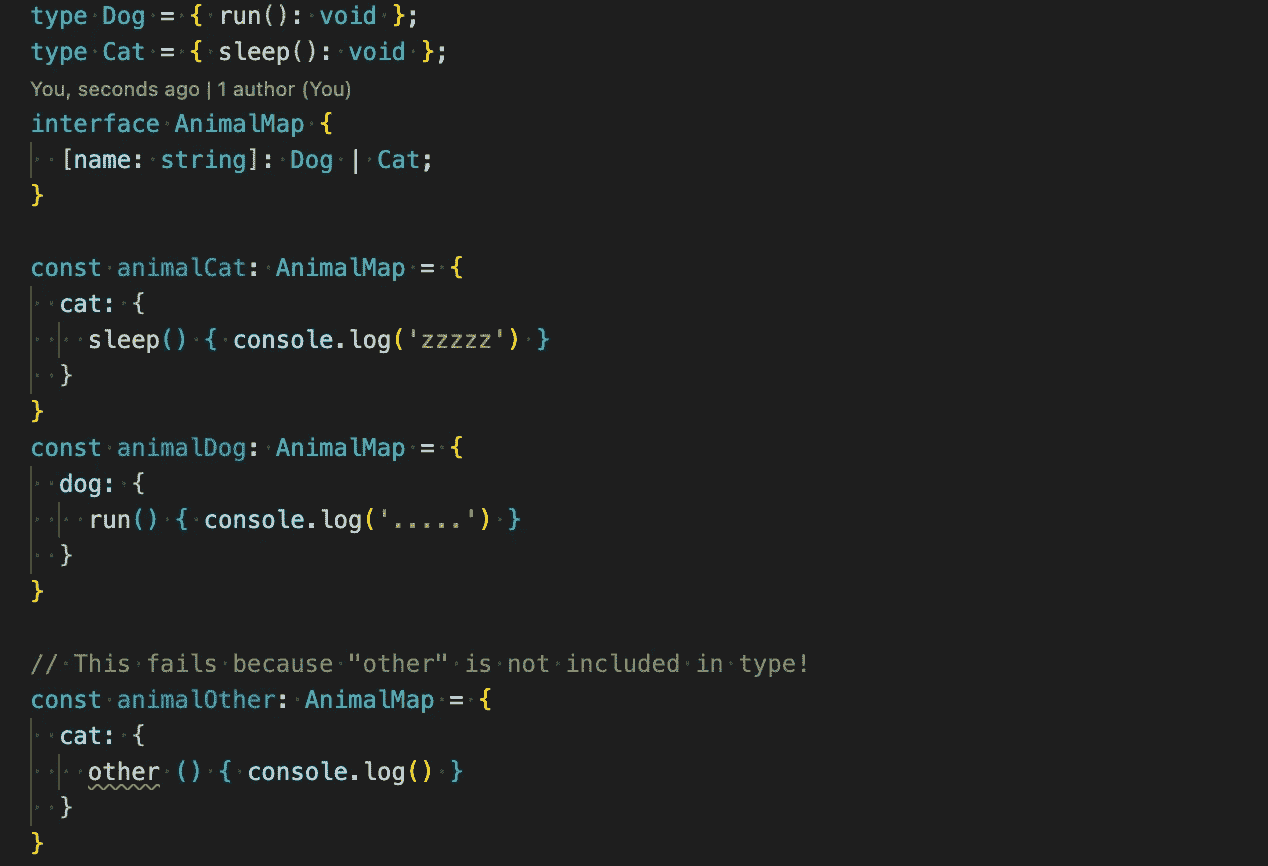 type Dog = { run(): void };
type Cat = { sleep(): void };
You, seconds ago | 1 author (You)
interface AnimalMap {
  [name: string]: Dog | Cat;
}

const animalCat: AnimalMap = {
  cat: {
    sleep() { console.log('zzzzz') }
  }
}
const animalDog: AnimalMap = {
  dog: {
    run() { console.log('.....') }
  }
}

// This fails because "other" is not included in type!
const animalOther: AnimalMap = {
  cat: {
    other () { console.log() }
  }
}